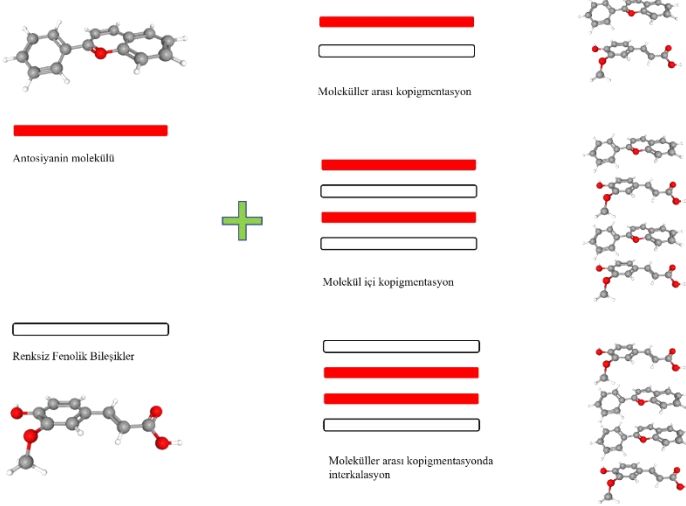 Moleküller arası kopigmentasyon
Antosiyanin molekülü
Molekül içi kopigmentasyon
Renksiz Fenolik Bileşikler
Moleküller arası kopigmentasyonda
interkalasyon